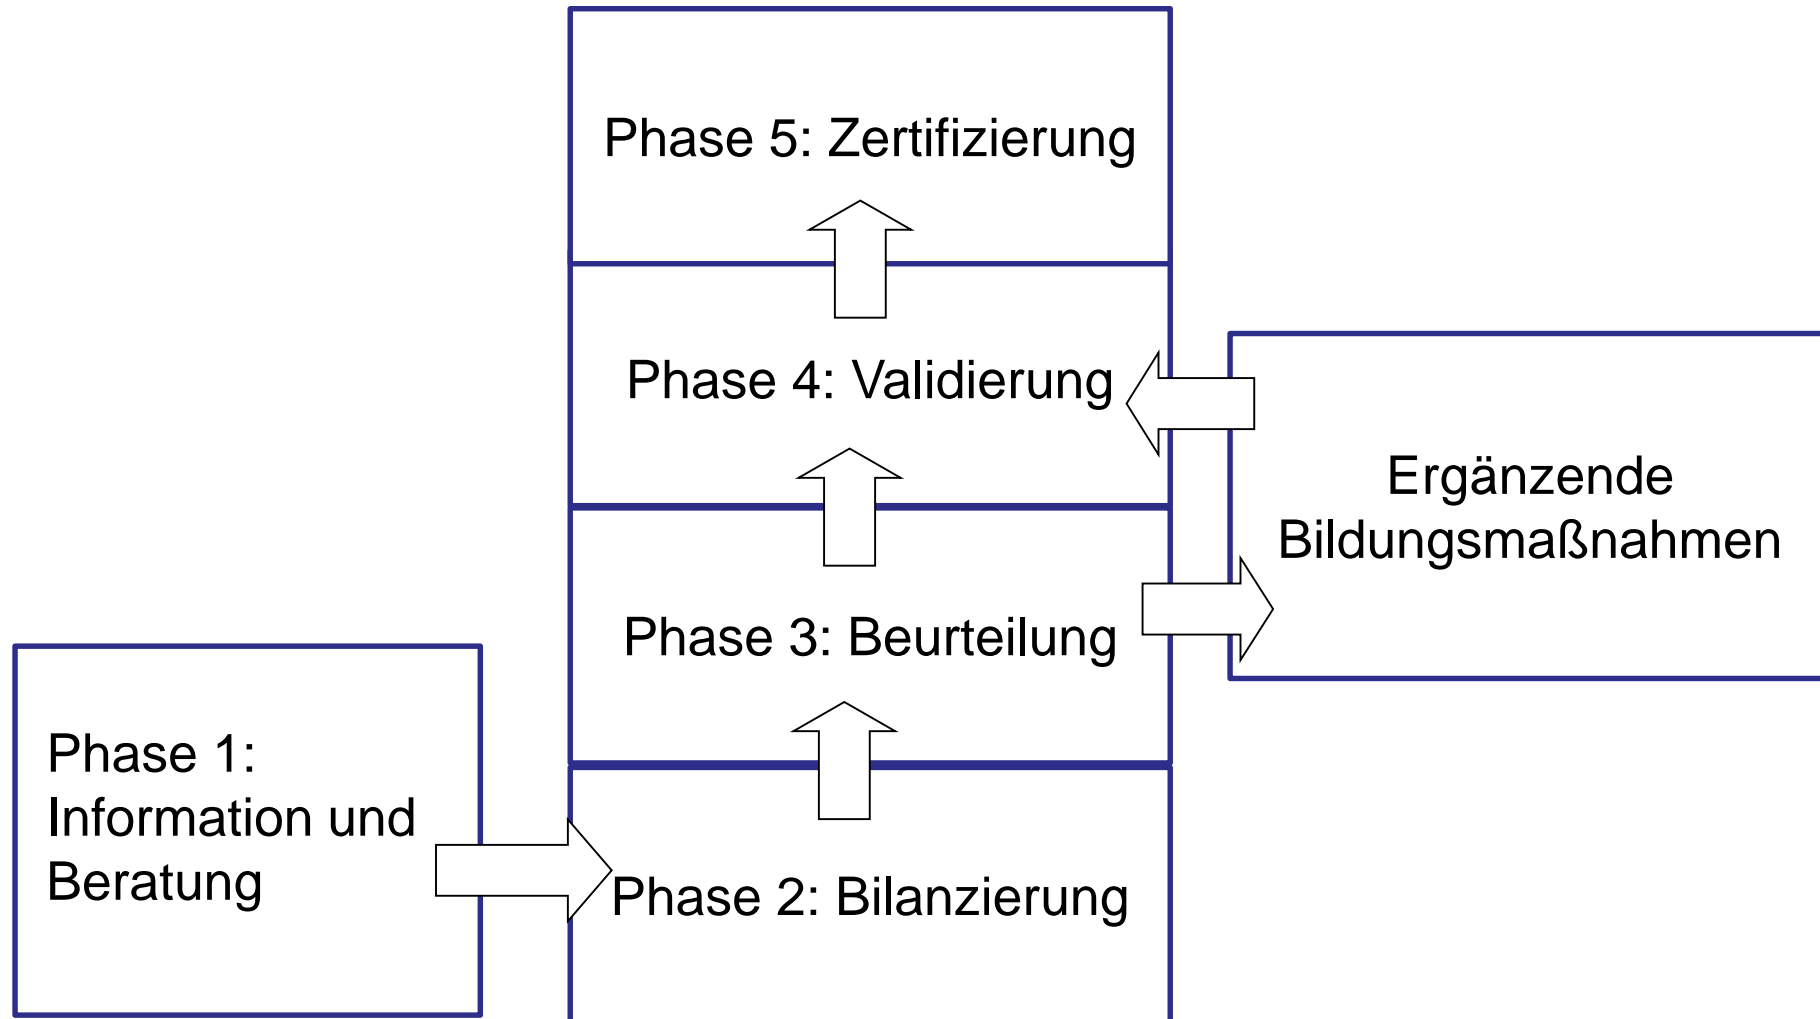 Phase 5: Zertifizierung
Phase 4: Validierung
Ergänzende
Bildungsmaßnahmen
Phase 3: Beurteilung
Phase 1:
Information und
Beratung
Phase 2: Bilanzierung